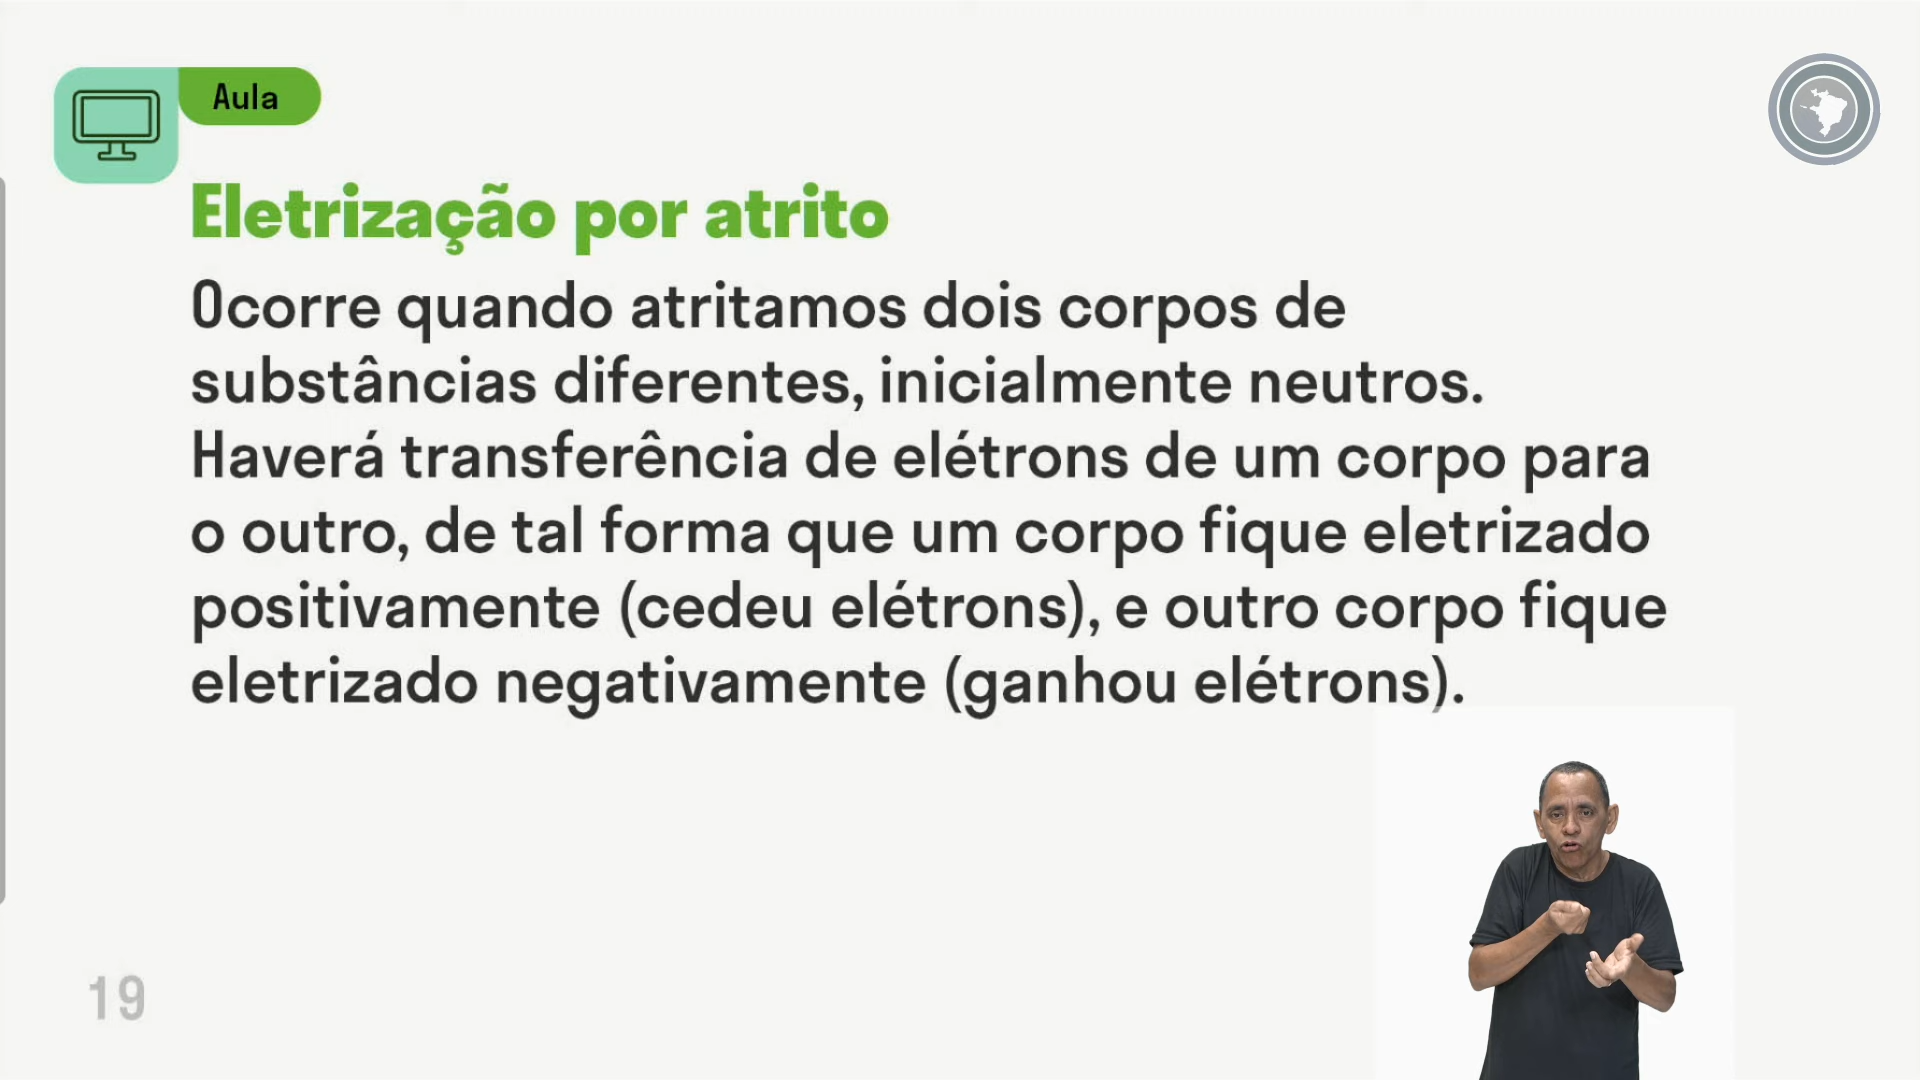 Aula
Eletrização por atrito
Ocorre quando atritamos dois corpos de
substâncias diferentes, inicialmente neutros.
Haverá transferência de elétrons de um corpo para
o outro, de tal forma que um corpo fique eletrizado
positivamente (cedeu elétrons), e outro corpo fique
eletrizado negativamente (ganhou elétrons).
19